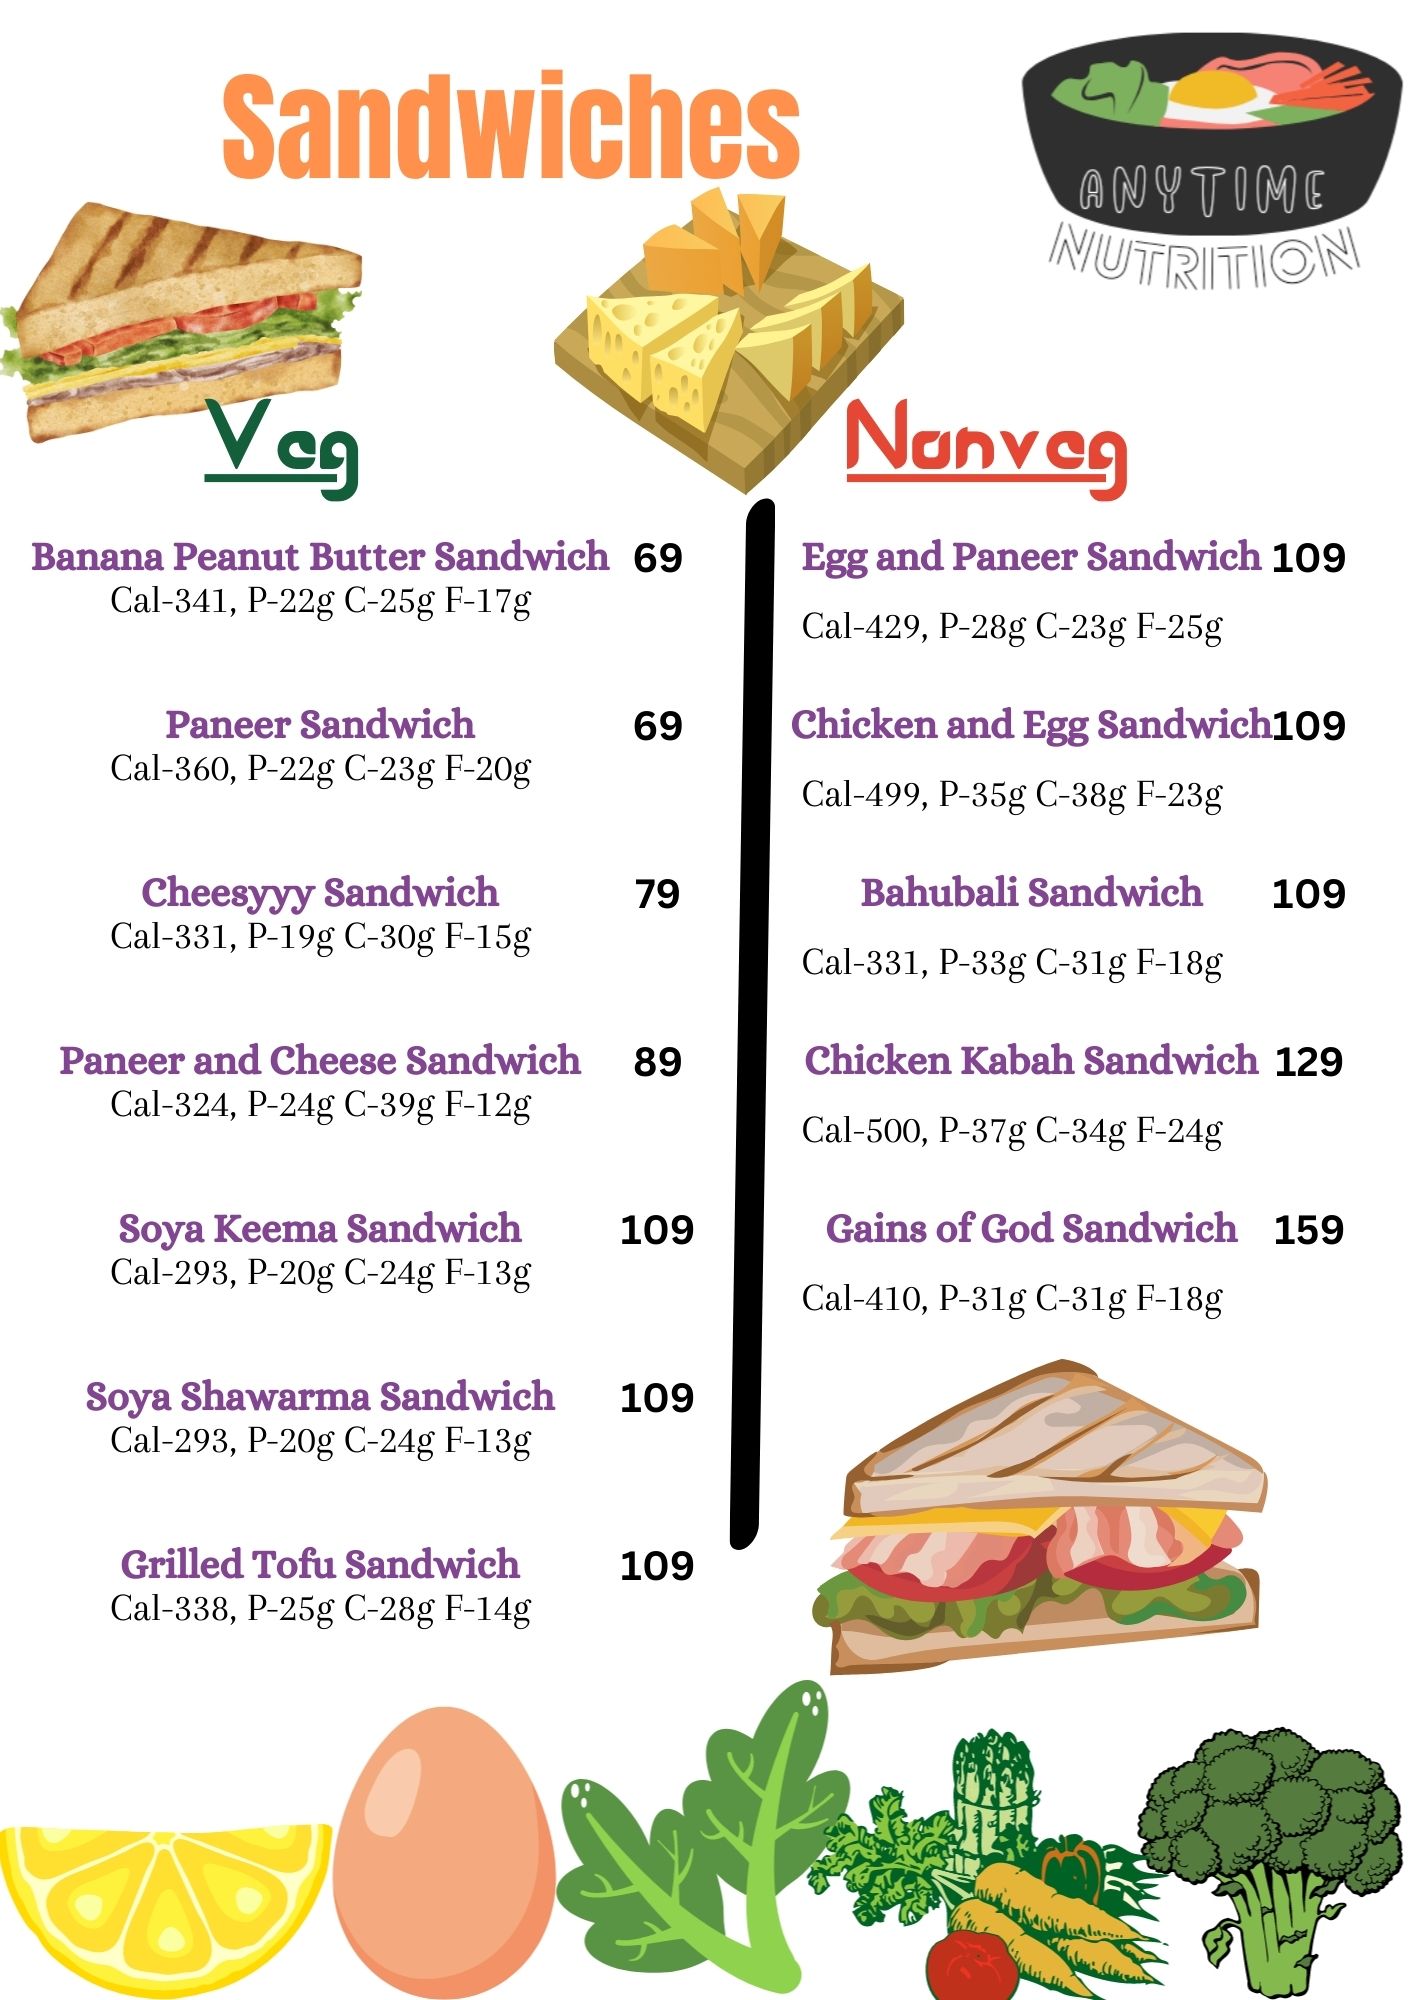 Sandwiches
ANYTIME
NUTRITION
Veg
Banana Peanut Butter Sandwich 69
Cal-341, P-22g C-25g F-17g
Paneer Sandwich 69
Cal-360, P-22g C-23g F-20g
Cheesyyy Sandwich 79
Cal-331, P-19g C-30g F-15g
Paneer and Cheese Sandwich 89
Cal-324, P-24g C-39g F-12g
Soya Keema Sandwich 109
Cal-293, P-20g C-24g F-13g
Soya Shawarma Sandwich 109
Cal-293, P-20g C-24g F-13g
Grilled Tofu Sandwich 109
Cal-338, P-25g C-28g F-14g
Nonveg
Egg and Paneer Sandwich 109
Cal-429, P-28g C-23g F-25g
Chicken and Egg Sandwich 109
Cal-499, P-35g C-38g F-23g
Bahubali Sandwich 109
Cal-331, P-33g C-31g F-18g
Chicken Kabah Sandwich 129
Cal-500, P-37g C-34g F-24g
Gains of God Sandwich 159
Cal-410, P-31g C-31g F-18g